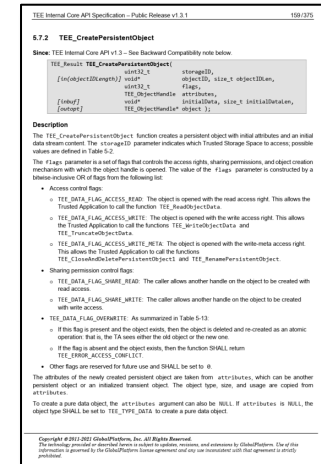 TEE Internal Core API Specification – Public Release v1.3.1
159/375
5.7.2 TEE_CreatePersistentObject
Since: TEE Internal Core API v1.3 – See Backward Compatibility note below.
TEE_Result TEE_CreatePersistentObject(
uint32_t storageID,
[in(objectIDLength)] void* objectID, size_t objectIDLen,
uint32_t flags,
TEE_ObjectHandle attributes,
[inbuf] void* initialData, size_t initialDataLen,
[outopt] TEE_ObjectHandle* object );
Description
The TEE_CreatePersistentObject function creates a persistent object with initial attributes and an initial
data stream content. The storageID parameter indicates which Trusted Storage Space to access; possible
values are defined in Table 5-2.
The flags parameter is a set of flags that controls the access rights, sharing permissions, and object creation
mechanism with which the object handle is opened. The value of the flags parameter is constructed by a
bitwise-inclusive OR of flags from the following list:
• Access control flags:
o TEE_DATA_FLAG_ACCESS_READ: The object is opened with the read access right. This allows the
Trusted Application to call the function TEE_ReadObjectData.
o TEE_DATA_FLAG_ACCESS_WRITE: The object is opened with the write access right. This allows
the Trusted Application to call the functions TEE_WriteObjectData and
TEE_TruncateObjectData.
o TEE_DATA_FLAG_ACCESS_WRITE_META: The object is opened with the write-meta access right.
This allows the Trusted Application to call the functions
TEE_CloseAndDeletePersistentObject1 and TEE_RenamePersistentObject.
• Sharing permission control flags:
o TEE_DATA_FLAG_SHARE_READ: The caller allows another handle on the object to be created with
read access.
o TEE_DATA_FLAG_SHARE_WRITE: The caller allows another handle on the object to be created
with write access.
• TEE_DATA_FLAG_OVERWRITE: As summarized in Table 5-13:
o If this flag is present and the object exists, then the object is deleted and re-created as an atomic
operation: that is, the TA sees either the old object or the new one.
o If the flag is absent and the object exists, then the function SHALL return
TEE_ERROR_ACCESS_CONFLICT.
• Other flags are reserved for future use and SHALL be set to 0.
The attributes of the newly created persistent object are taken from attributes, which can be another
persistent object or an initialized transient object. The object type, size, and usage are copied from
attributes.
To create a pure data object, the attributes argument can also be NULL. If attributes is NULL, the
object type SHALL be set to TEE_TYPE_DATA to create a pure data object.
Copyright © 2011-2021 GlobalPlatform, Inc. All Rights Reserved.
The technology provided or described herein is subject to updates, revisions, and extensions by GlobalPlatform. Use of this
information is governed by the GlobalPlatform license agreement and any use inconsistent with that agreement is strictly
prohibited.